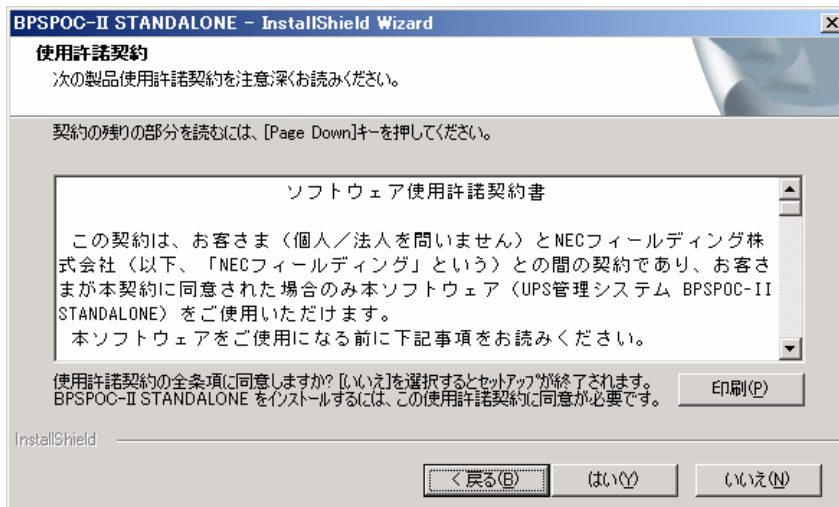 BPSPOC-II STANDALONE - InstallShield Wizard
使用許諾契約
次の製品使用許諾契約を注意深くお読みください。
契約の残りの部分を読むには、[Page Down]キーを押してください。
ソフトウェア使用許諾契約書
この契約は、お客さま（個人／法人を問いません）とNECフィールディング株
式会社（以下、「NECフィールディング」という）との間の契約であり、お客さ
まが本契約に同意された場合のみ本ソフトウェア（UPS管理システム BPSPOC-II
STANDALONE）をご使用いただけます。
本ソフトウェアをご使用になる前に下記事項をお読みください。
使用許諾契約の全条項に同意しますか? [いいえ]を選択するとセットアップが終了されます。
BPSPOC-II STANDALONE をインストールするには、この使用許諾契約に同意が必要です。
印刷(P)
InstallShield
< 戻る(B)
はい(Y)
いいえ(N)